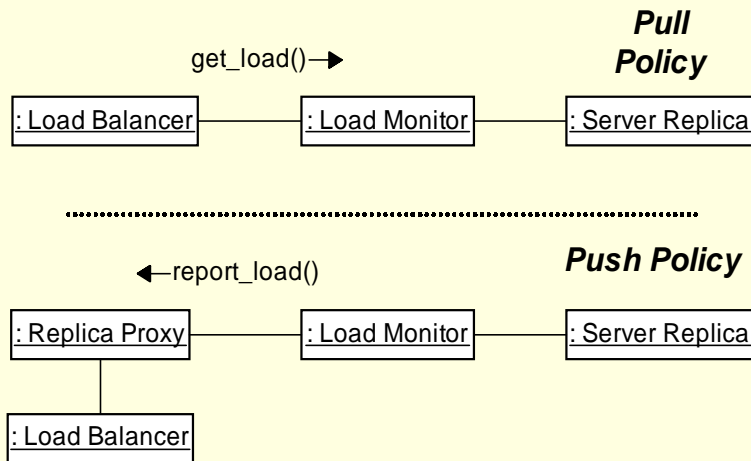 Pull
Policy
get_load()
: Load Balancer
: Load Monitor
: Server Replica
Push Policy
report_load()
: Replica Proxy
: Load Monitor
: Server Replica
: Load Balancer